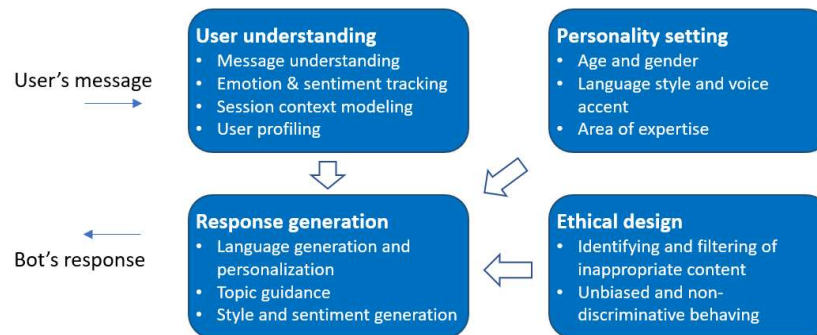 User understanding
• Message understanding
• Emotion & sentiment tracking
• Session context modeling
• User profiling
Personality setting
• Age and gender
• Language style and voice
accent
• Area of expertise
User's message
Response generation
• Language generation and
personalization
• Topic guidance
• Style and sentiment generation
Ethical design
• Identifying and filtering of
inappropriate content
• Unbiased and non-
discriminative behaving
Bot's response